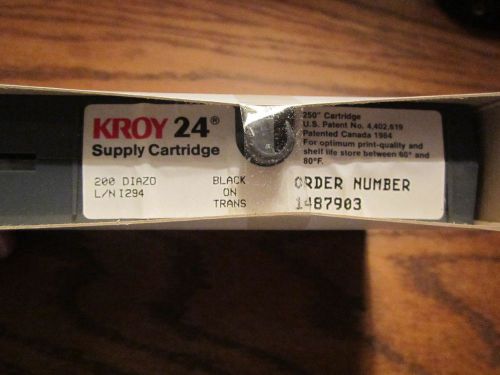 KROY 24®
Supply Cartridge
250" Cartridge
U.S. Patent No. 4,402,619
Patented Canada 1984
For optimum print-quality and
shelf life store between 60° and
80°F.
200 DIAZO
L/N I294
BLACK
ON
TRANS
ORDER NUMBER
1487903